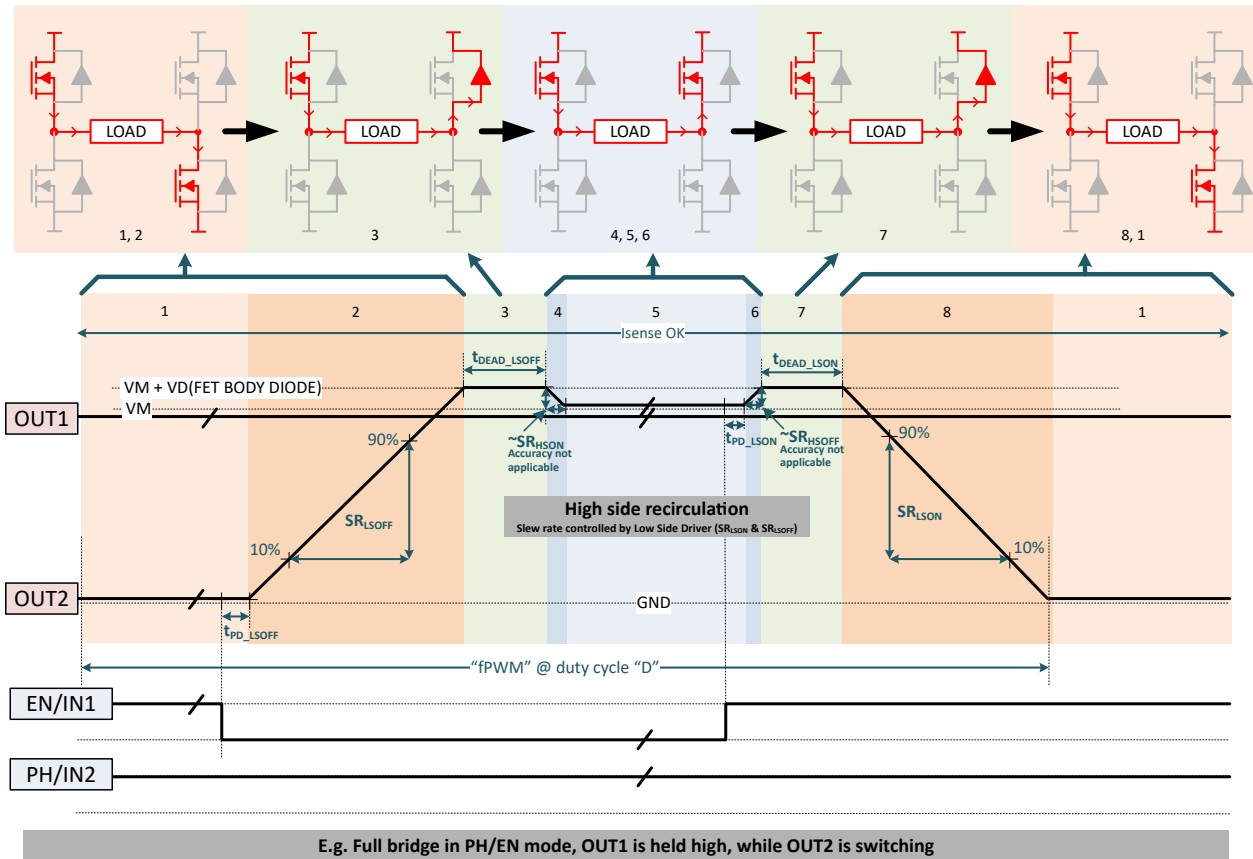 LOAD
LOAD
LOAD
LOAD
LOAD
1, 2
3
4, 5, 6
7
8, 1
1
2
3
4
5
6
7
8
1
Isense OK
tDEAD_LSOFF
tDEAD_LSON
VM + VD(FET BODY DIODE)
VM
OUT1
90%
~SRHSON
Accuracy not
applicable
tPD_LSON
~SRHSOFF
Accuracy not
applicable
90%
High side recirculation
Slew rate controlled by Low Side Driver (SRLSON & SRLSOFF)
SRLSOFF
SRLSON
10%
10%
OUT2
GND
tPD_LSOFF
“fPWM” @ duty cycle “D”
EN/IN1
PH/IN2
E.g. Full bridge in PH/EN mode, OUT1 is held high, while OUT2 is switching